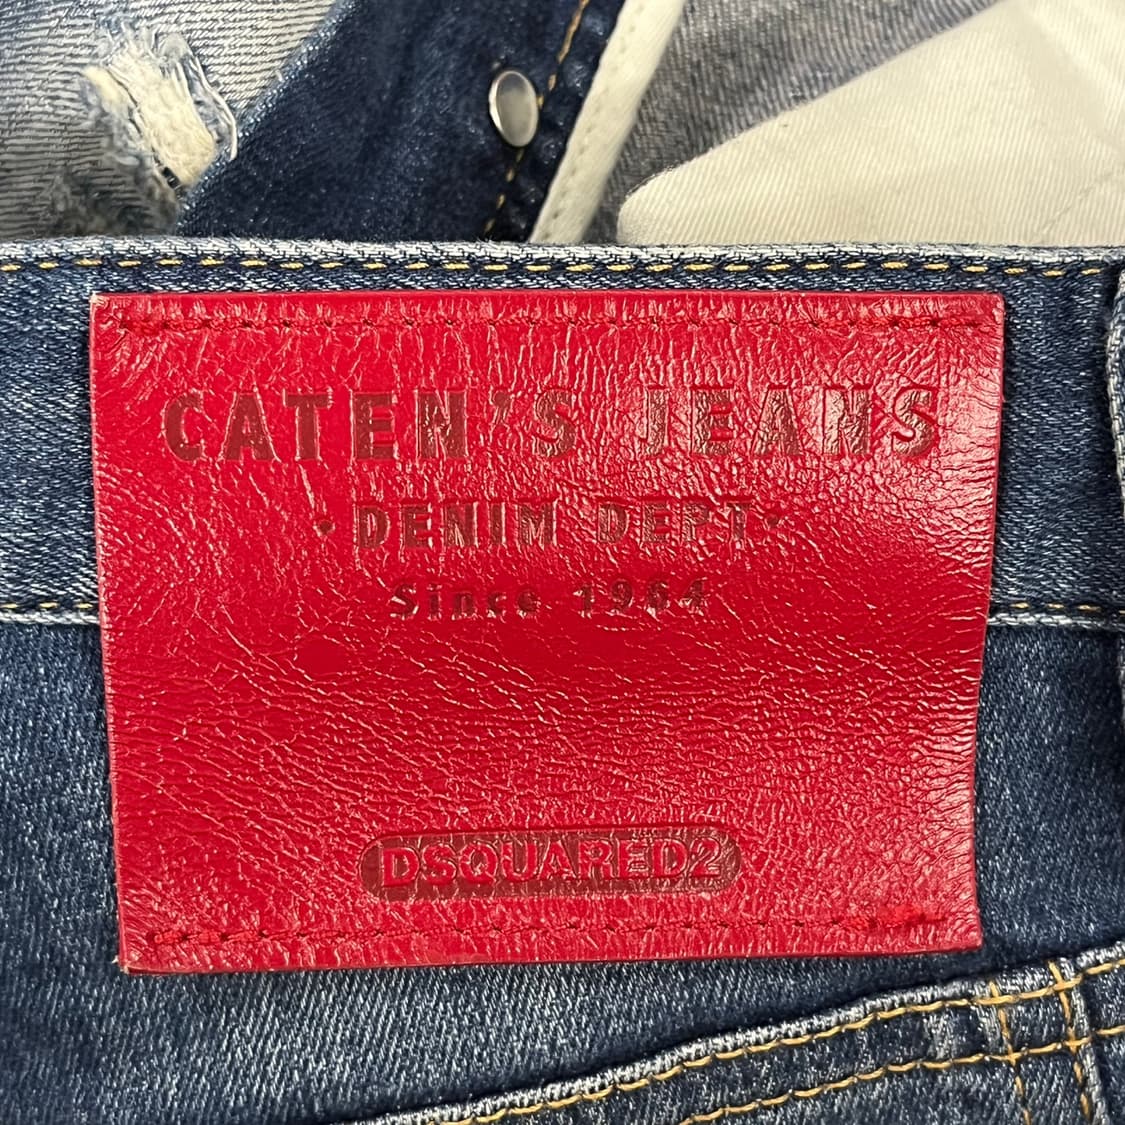 CATEN'S JEANS
·DENIM DEPT·
Since 1964
DSQUARED2